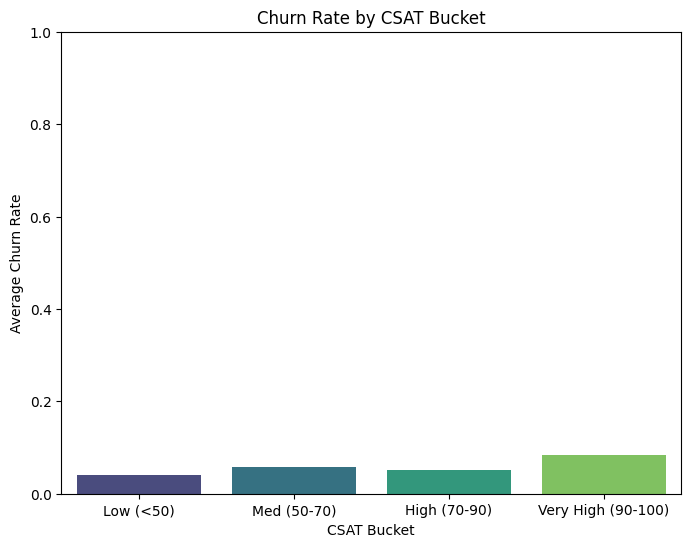 Churn Rate by CSAT Bucket
1.0
0.8
0.6
0.4
0.2
0.0
Average Churn Rate
Low (<50) Med (50-70) High (70-90) Very High (90-100)
CSAT Bucket